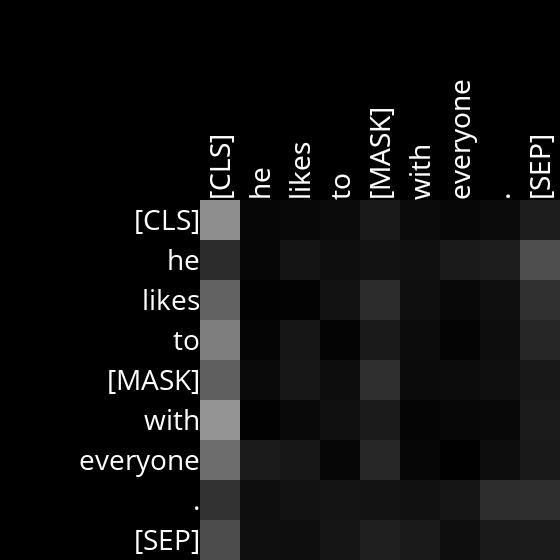 [CLS]
he
likes
to
[MASK]
with
everyone
.
[SEP]
[CLS]
he
likes
to
[MASK]
with
everyone
.
[SEP]